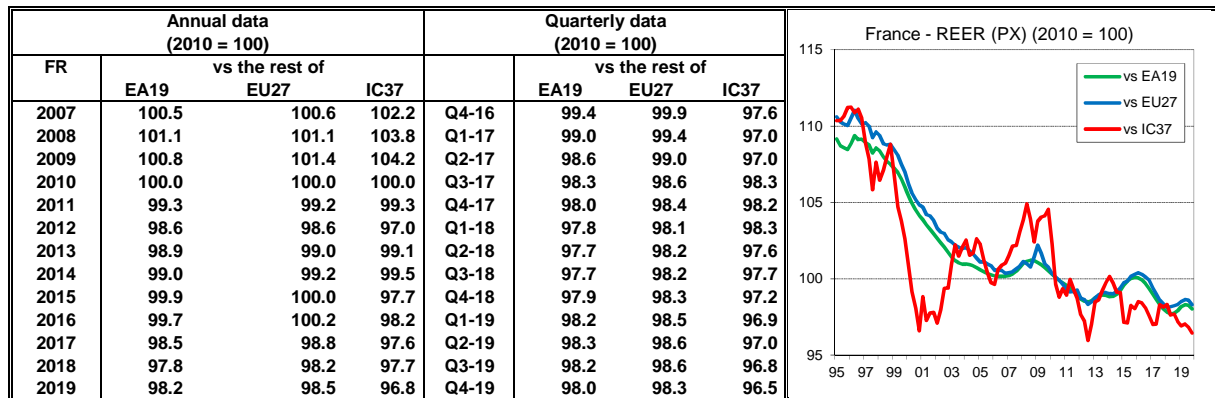 Annual data
(2010 = 100)
Quarterly data
(2010 = 100)
FR vs the rest of vs the rest of
EA19 EU27 IC37 EA19 EU27 IC37
2007 100.5 100.6 102.2 Q4-16 99.4 99.9 97.6
2008 101.1 101.1 103.8 Q1-17 99.0 99.4 97.0
2009 100.8 101.4 104.2 Q2-17 98.6 99.0 97.0
2010 100.0 100.0 100.0 Q3-17 98.3 98.6 98.3
2011 99.3 99.2 99.3 Q4-17 98.0 98.4 98.2
2012 98.6 98.6 97.0 Q1-18 97.8 98.1 98.3
2013 98.9 99.0 99.1 Q2-18 97.7 98.2 97.6
2014 99.0 99.2 99.5 Q3-18 97.7 98.2 97.7
2015 99.9 100.0 97.7 Q4-18 97.9 98.3 97.2
2016 99.7 100.2 98.2 Q1-19 98.2 98.5 96.9
2017 98.5 98.8 97.6 Q2-19 98.3 98.6 97.0
2018 97.8 98.2 97.7 Q3-19 98.2 98.6 96.8
2019 98.2 98.5 96.8 Q4-19 98.0 98.3 96.5
France - REER (PX) (2010 = 100)
115
110
105
100
95
vs EA19
vs EU27
vs IC37
95 97 99 01 03 05 07 09 11 13 15 17 19